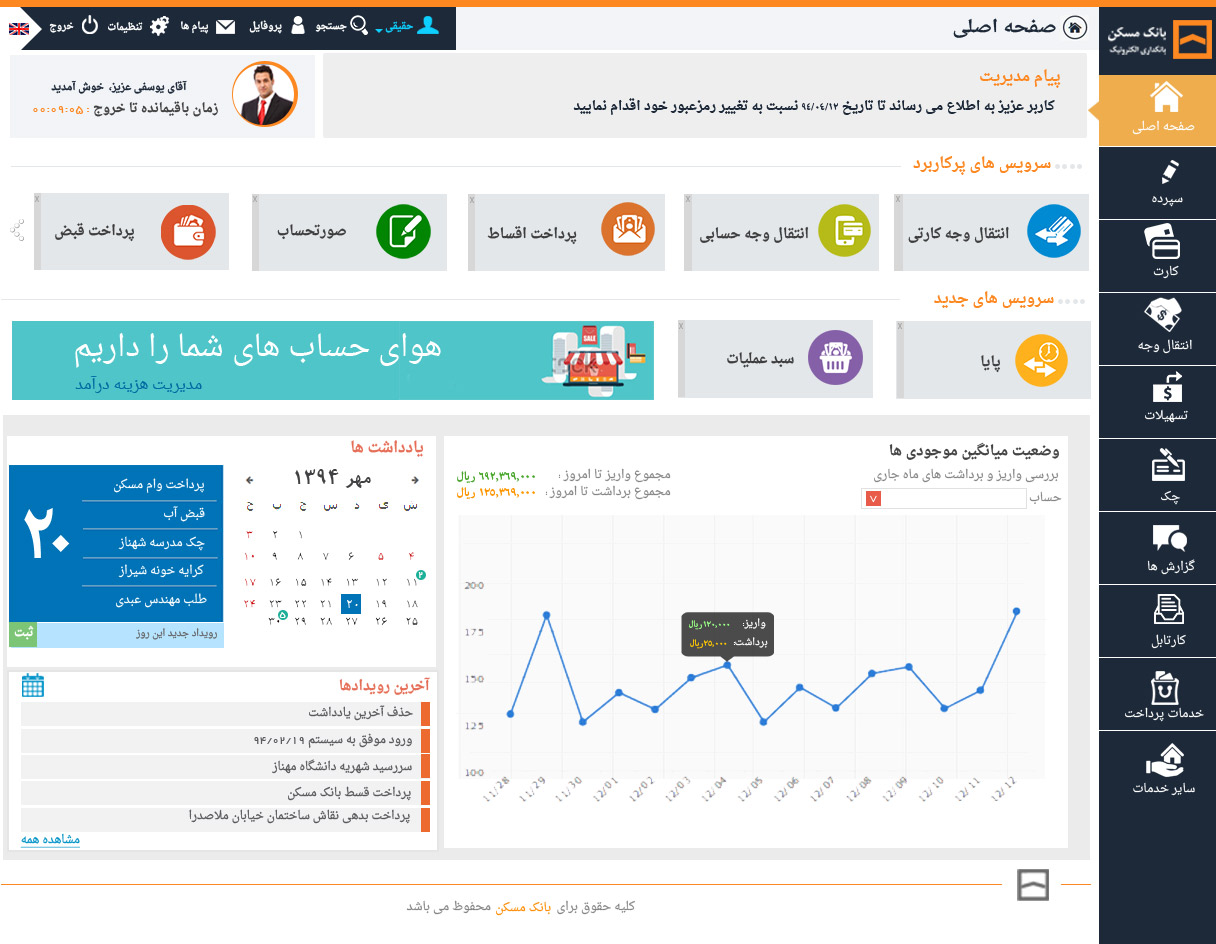 بانک مسکن
بانکداری الکترونیک
صفحه اصلی
حقیقی
جستجو
پروفایل
پیام ها
تنظیمات
خروج
پیام مدیریت
کاربر عزیز به اطلاع می رساند تا تاریخ ۹۴/۰۴/۱۲ نسبت به تغییر رمزعبور خود اقدام نمایید
آقای یوسفی عزیز، خوش آمدید
زمان باقیمانده تا خروج : ۰۰:۰۹:۰۵
صفحه اصلی
سپرده
کارت
انتقال وجه
تسهیلات
چک
گزارش ها
کارتابل
خدمات پرداخت
سایر خدمات
سرویس های پرکاربرد
انتقال وجه کارتی
انتقال وجه حسابی
پرداخت اقساط
صورتحساب
پرداخت قبض
سرویس های جدید
پایا
سبد عملیات
SALE
هوای حساب های شما را داریم
مدیریت هزینه درآمد
وضعیت میانگین موجودی ها
بررسی واریز و برداشت های ماه جاری
حساب
مجموع واریز تا امروز : ۶۹۲,۳۶۹,۰۰۰ ریال
مجموع برداشت تا امروز : ۱۲۵,۳۶۹,۰۰۰ ریال
200
175
150
125
100
واریز: ۱۲۰,۰۰۰ ریال
برداشت: ۲۵,۰۰۰ ریال
11/28 11/29 11/30 12/01 12/02 12/03 12/04 12/05 12/06 12/07 12/08 12/09 12/10 12/11 12/12
یادداشت ها
مهر ۱۳۹۴
س ی د س چ پ ج
۱ ۲ ۳
۴ ۵ ۶ ۷ ۸ ۹ ۱۰
۱۱ ۱۲ ۱۳ ۱۴ ۱۵ ۱۶ ۱۷
۱۸ ۱۹ ۲۰ ۲۱ ۲۲ ۲۳ ۲۴
۲۵ ۲۶ ۲۷ ۲۸ ۲۹ ۳۰
۲۰
پرداخت وام مسکن
قبض آب
چک مدرسه شهناز
کرایه خونه شیراز
طلب مهندس عبدی
رویداد جدید این روز
ثبت
آخرین رویدادها
حذف آخرین یادداشت
ورود موفق به سیستم ۹۴/۰۲/۱۹
سررسید شهریه دانشگاه مهناز
پرداخت قسط بانک مسکن
پرداخت بدهی نقاش ساختمان خیابان ملاصدرا
مشاهده همه
کلیه حقوق برای بانک مسکن محفوظ می باشد